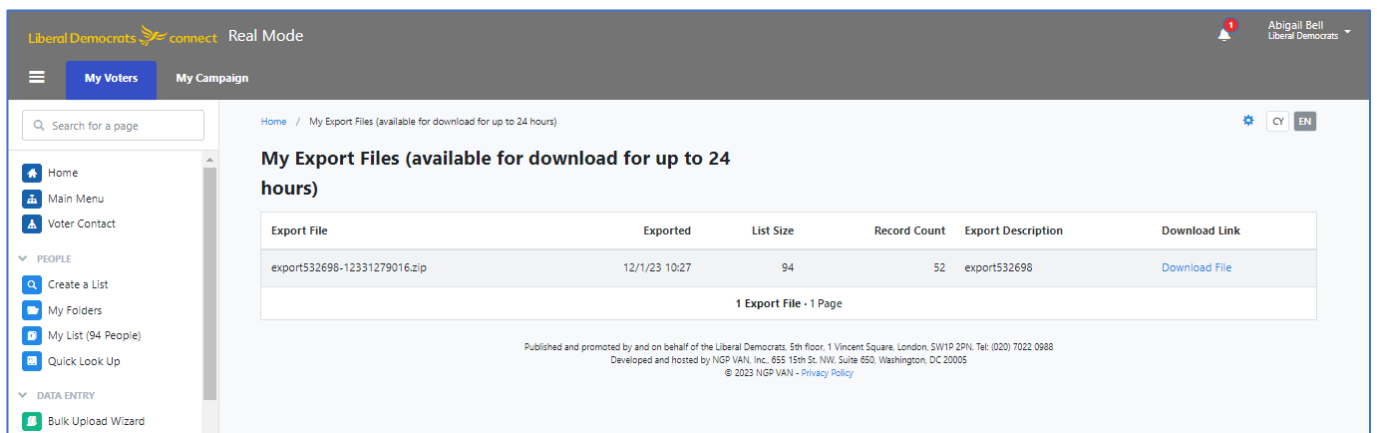 Liberal Democrats connect Real Mode
1
Abigail Bell
Liberal Democrats
My Voters My Campaign
Search for a page
Home / My Export Files (available for download for up to 24 hours)
CY EN
My Export Files (available for download for up to 24
hours)
Home
Main Menu
Voter Contact
PEOPLE
Create a List
My Folders
My List (94 People)
Quick Look Up
DATA ENTRY
Bulk Upload Wizard
Export File Exported List Size Record Count Export Description Download Link
export532698-12331279016.zip 12/1/23 10:27 94 52 export532698 Download File
1 Export File · 1 Page
Published and promoted by and on behalf of the Liberal Democrats, 5th floor, 1 Vincent Square, London, SW1P 2PN. Tel: (020) 7022 0988
Developed and hosted by NGP VAN, Inc., 655 15th St. NW, Suite 650, Washington, DC 20005
© 2023 NGP VAN - Privacy Policy